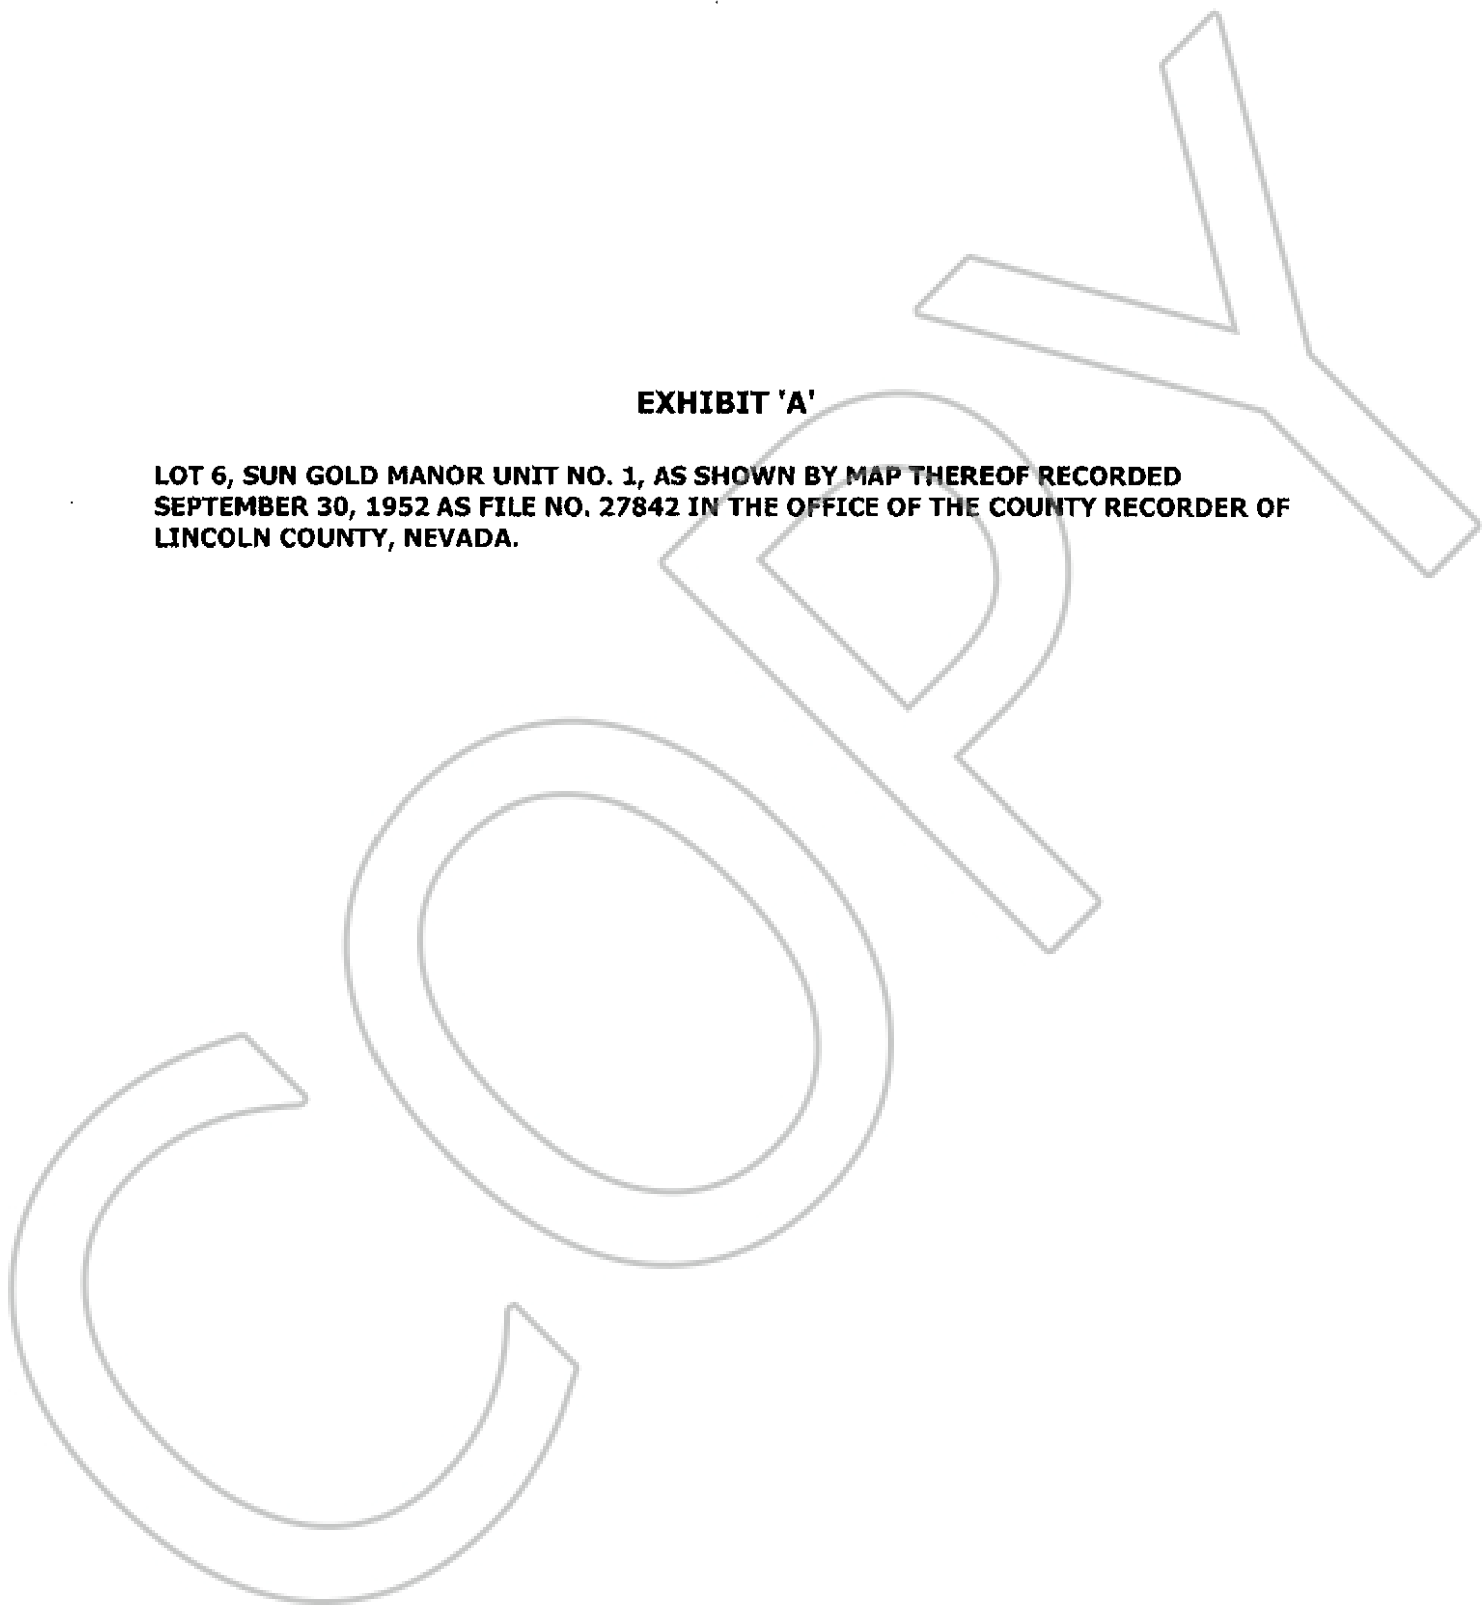 EXHIBIT 'A'
LOT 6, SUN GOLD MANOR UNIT NO. 1, AS SHOWN BY MAP THEREOF RECORDED
SEPTEMBER 30, 1952 AS FILE NO. 27842 IN THE OFFICE OF THE COUNTY RECORDER OF
LINCOLN COUNTY, NEVADA.
COPY